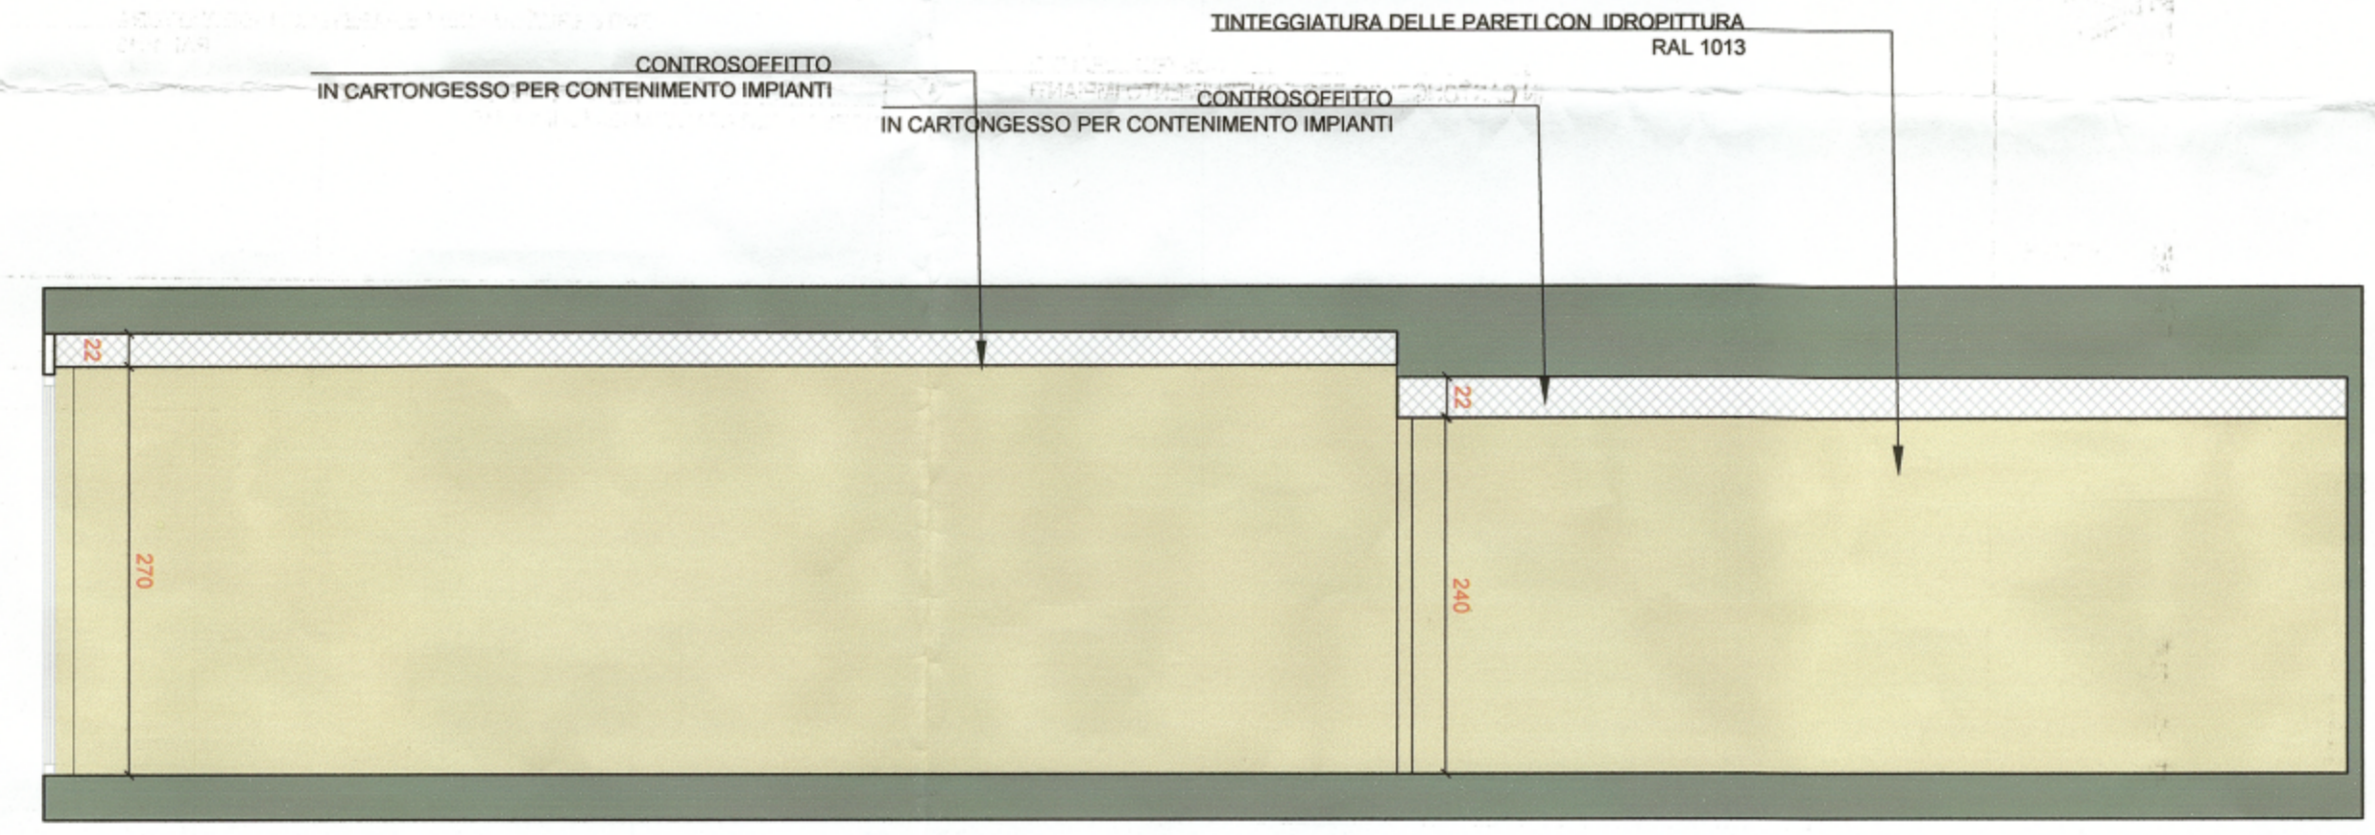 TINTEGGIATURA DELLE PARETI CON IDROPITTURA
RAL 1013
CONTROSOFFITTO
IN CARTONGESSO PER CONTENIMENTO IMPIANTI
CONTROSOFFITTO
IN CARTONGESSO PER CONTENIMENTO IMPIANTI
22
22
270
240